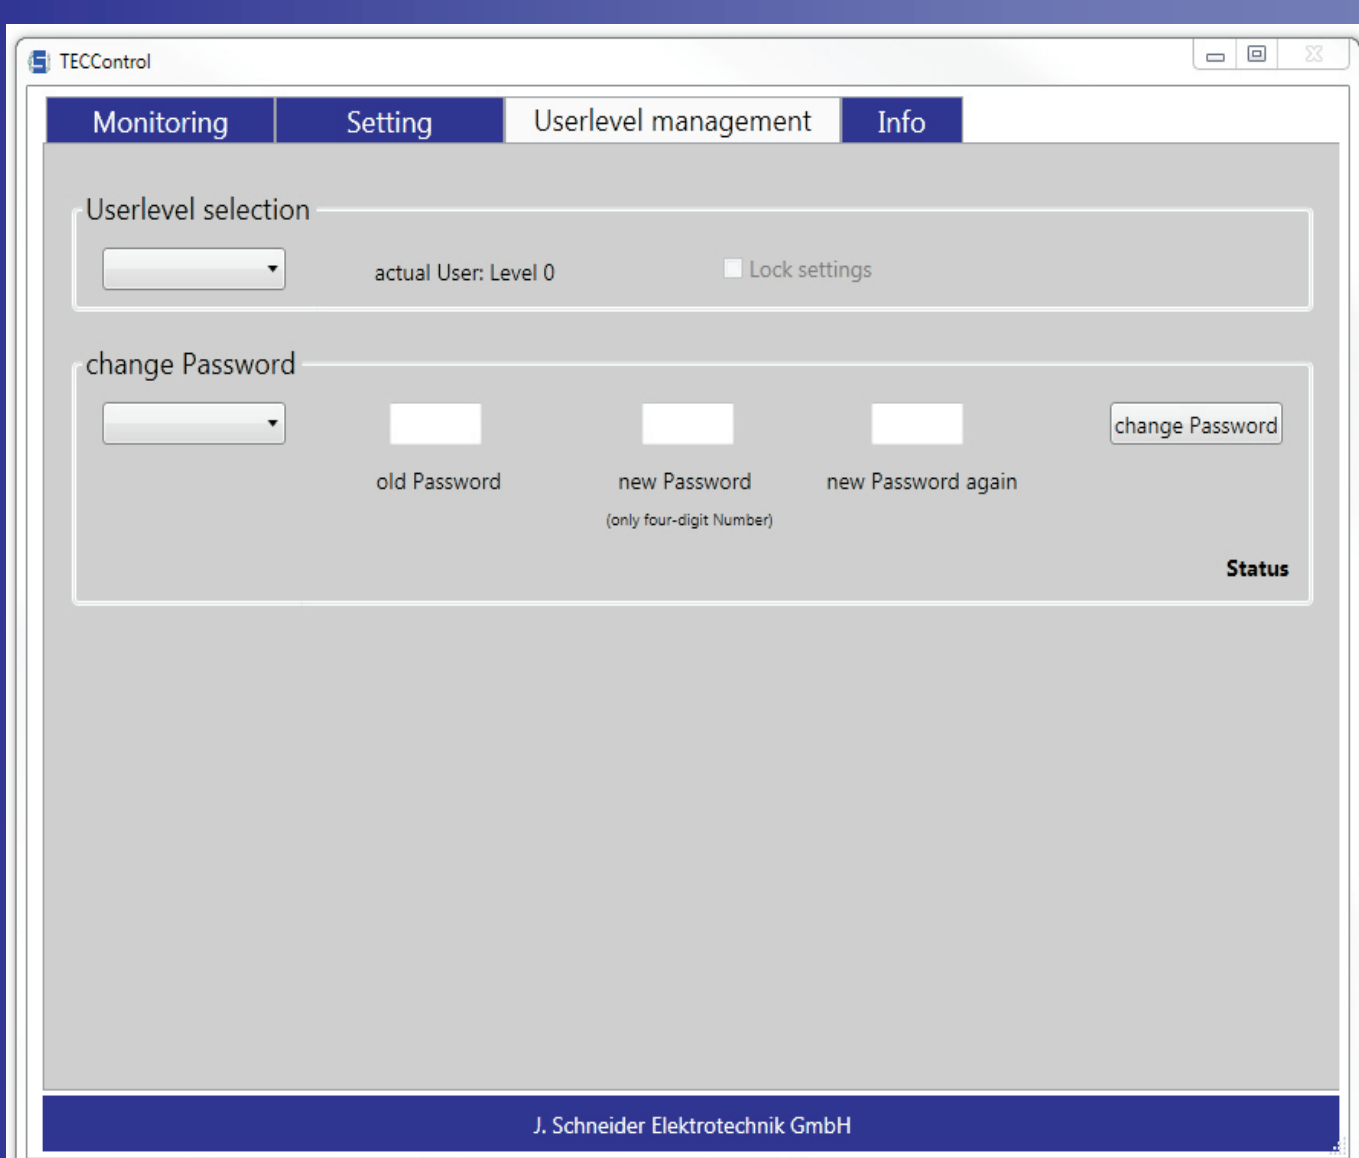 TECControl
Monitoring Setting Userlevel management Info
Userlevel selection
actual User: Level 0 Lock settings
change Password
change Password
old Password new Password new Password again
(only four-digit Number)
Status
J. Schneider Elektrotechnik GmbH